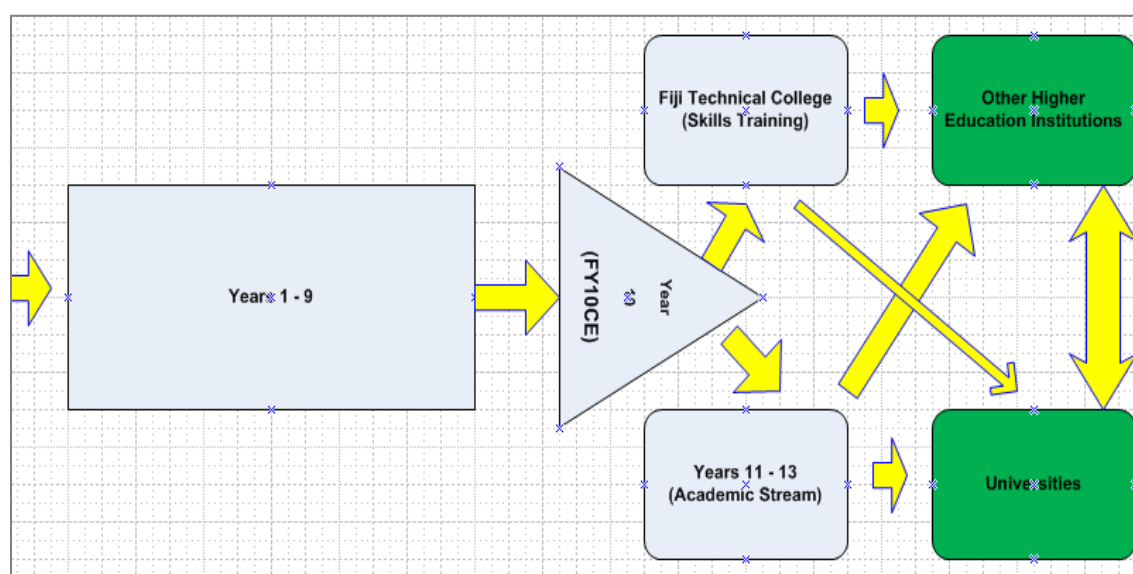 Years 1 - 9
Year
10
(FY10CE)
Fiji Technical College
(Skills Training)
Other Higher
Education Institutions
Years 11 - 13
(Academic Stream)
Universities